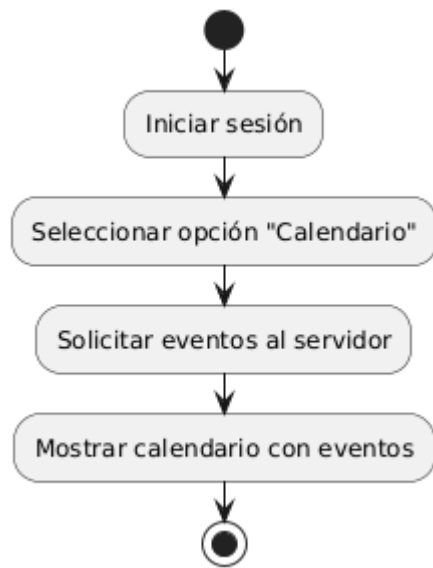 Iniciar sesión
Seleccionar opción "Calendario"
Solicitar eventos al servidor
Mostrar calendario con eventos